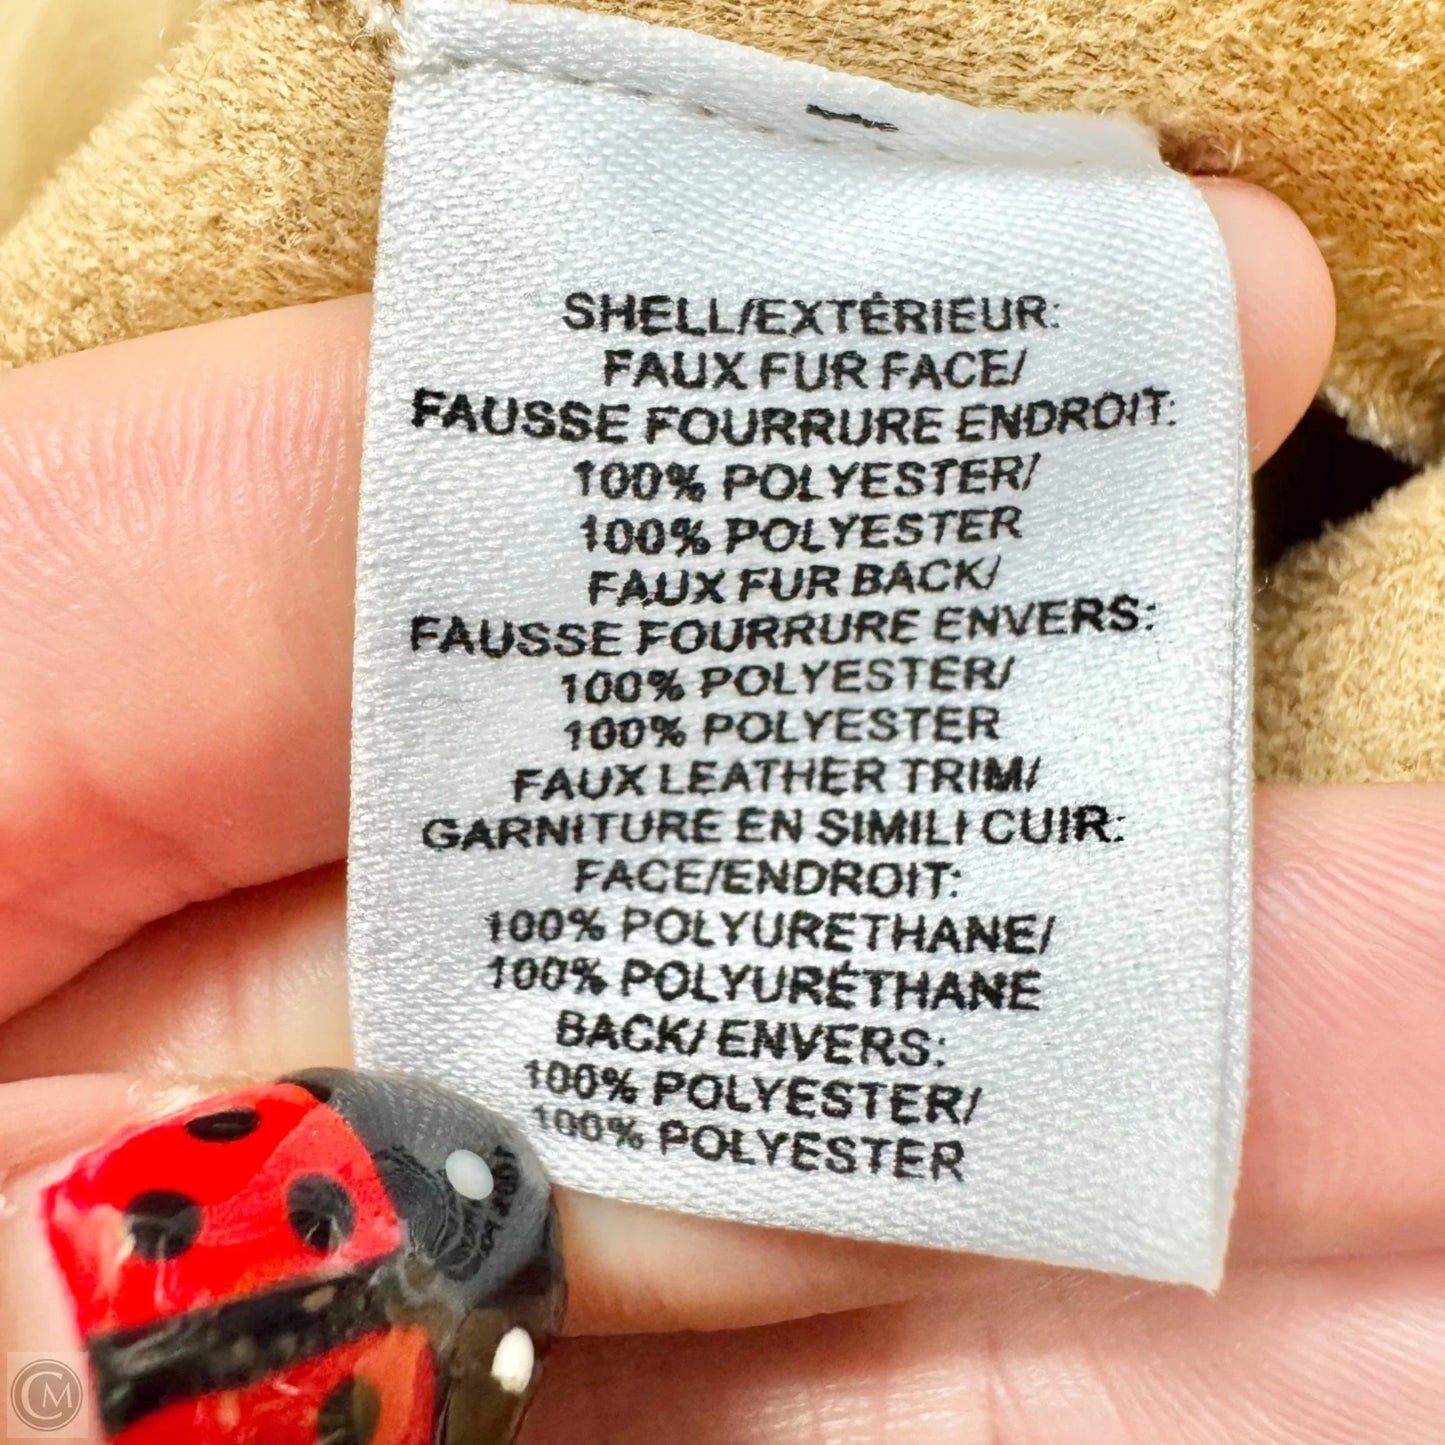 SHELL/EXTÉRIEUR:
FAUX FUR FACE/
FAUSSE FOURRURE ENDROIT:
100% POLYESTER/
100% POLYESTER
FAUX FUR BACK/
FAUSSE FOURRURE ENVERS:
100% POLYESTER/
100% POLYESTER
FAUX LEATHER TRIM/
GARNITURE EN SIMILI CUIR:
FACE/ENDROIT:
100% POLYURETHANE/
100% POLYURÉTHANE
BACK/ ENVERS:
100% POLYESTER/
100% POLYESTER
CM